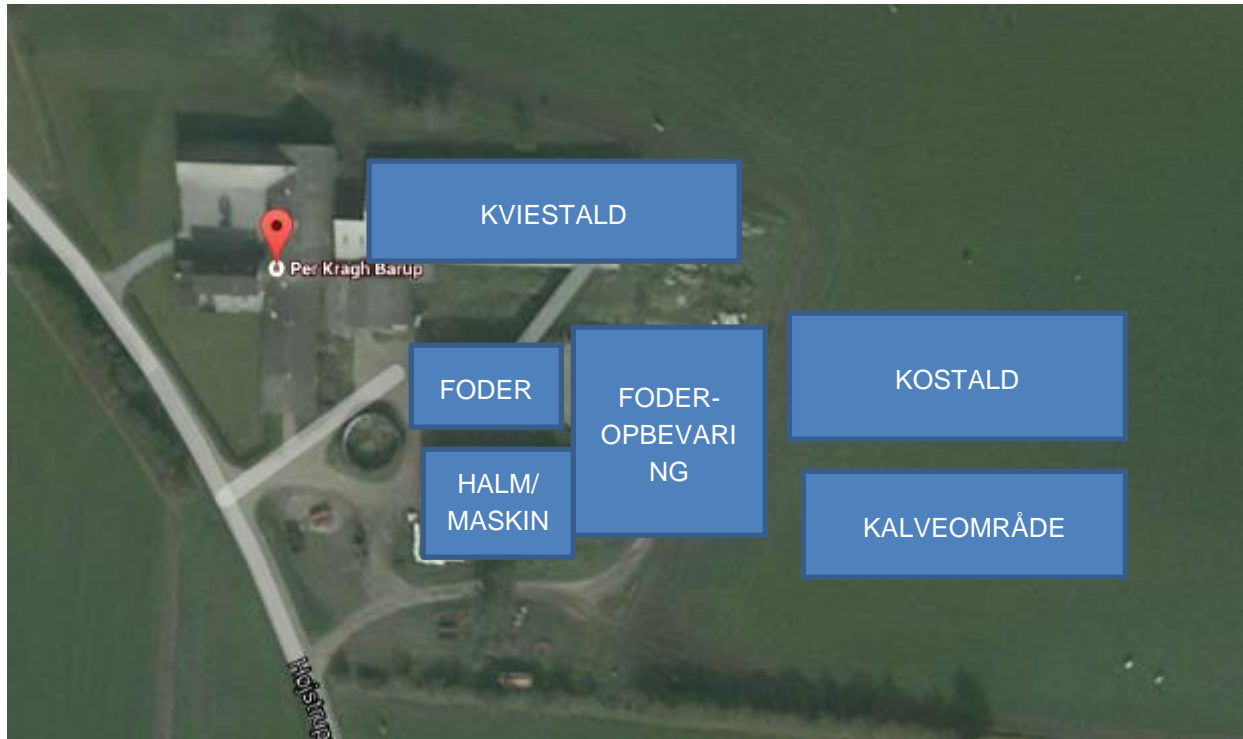 KVIESTALD
Per Kragh Barup
KOSTALD
FODER
FODER-
OPBEVARI
NG
HALM/
MASKIN
KALVEOMRÅDE
Højstrup